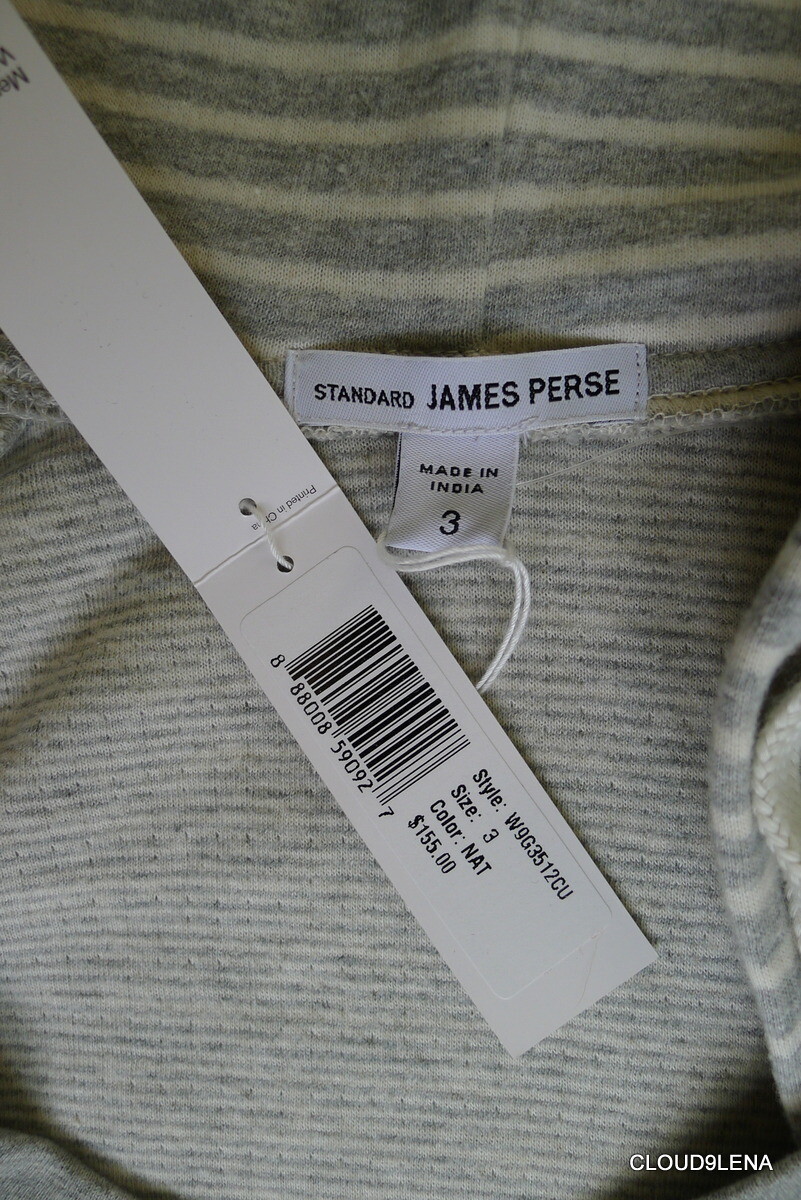 STANDARD JAMES PERSE
MADE IN
INDIA
3
Printed in China
8 88008 59092 7
Style: W9G3512CU
Size: 3
Color: NAT
$155.00
CLOUD9LENA